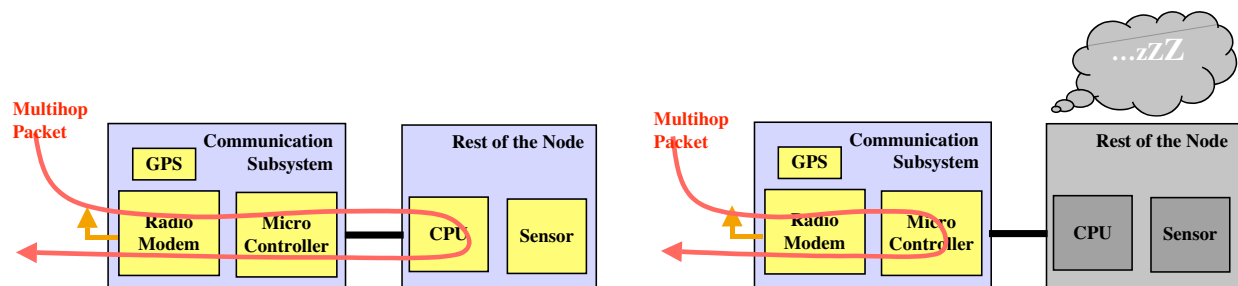 Multihop
Packet
Communication
Subsystem
GPS
Radio
Modem
Micro
Controller
Rest of the Node
CPU
Sensor
...zZZ
Multihop
Packet
Communication
Subsystem
GPS
Radio
Modem
Micro
Controller
Rest of the Node
CPU
Sensor